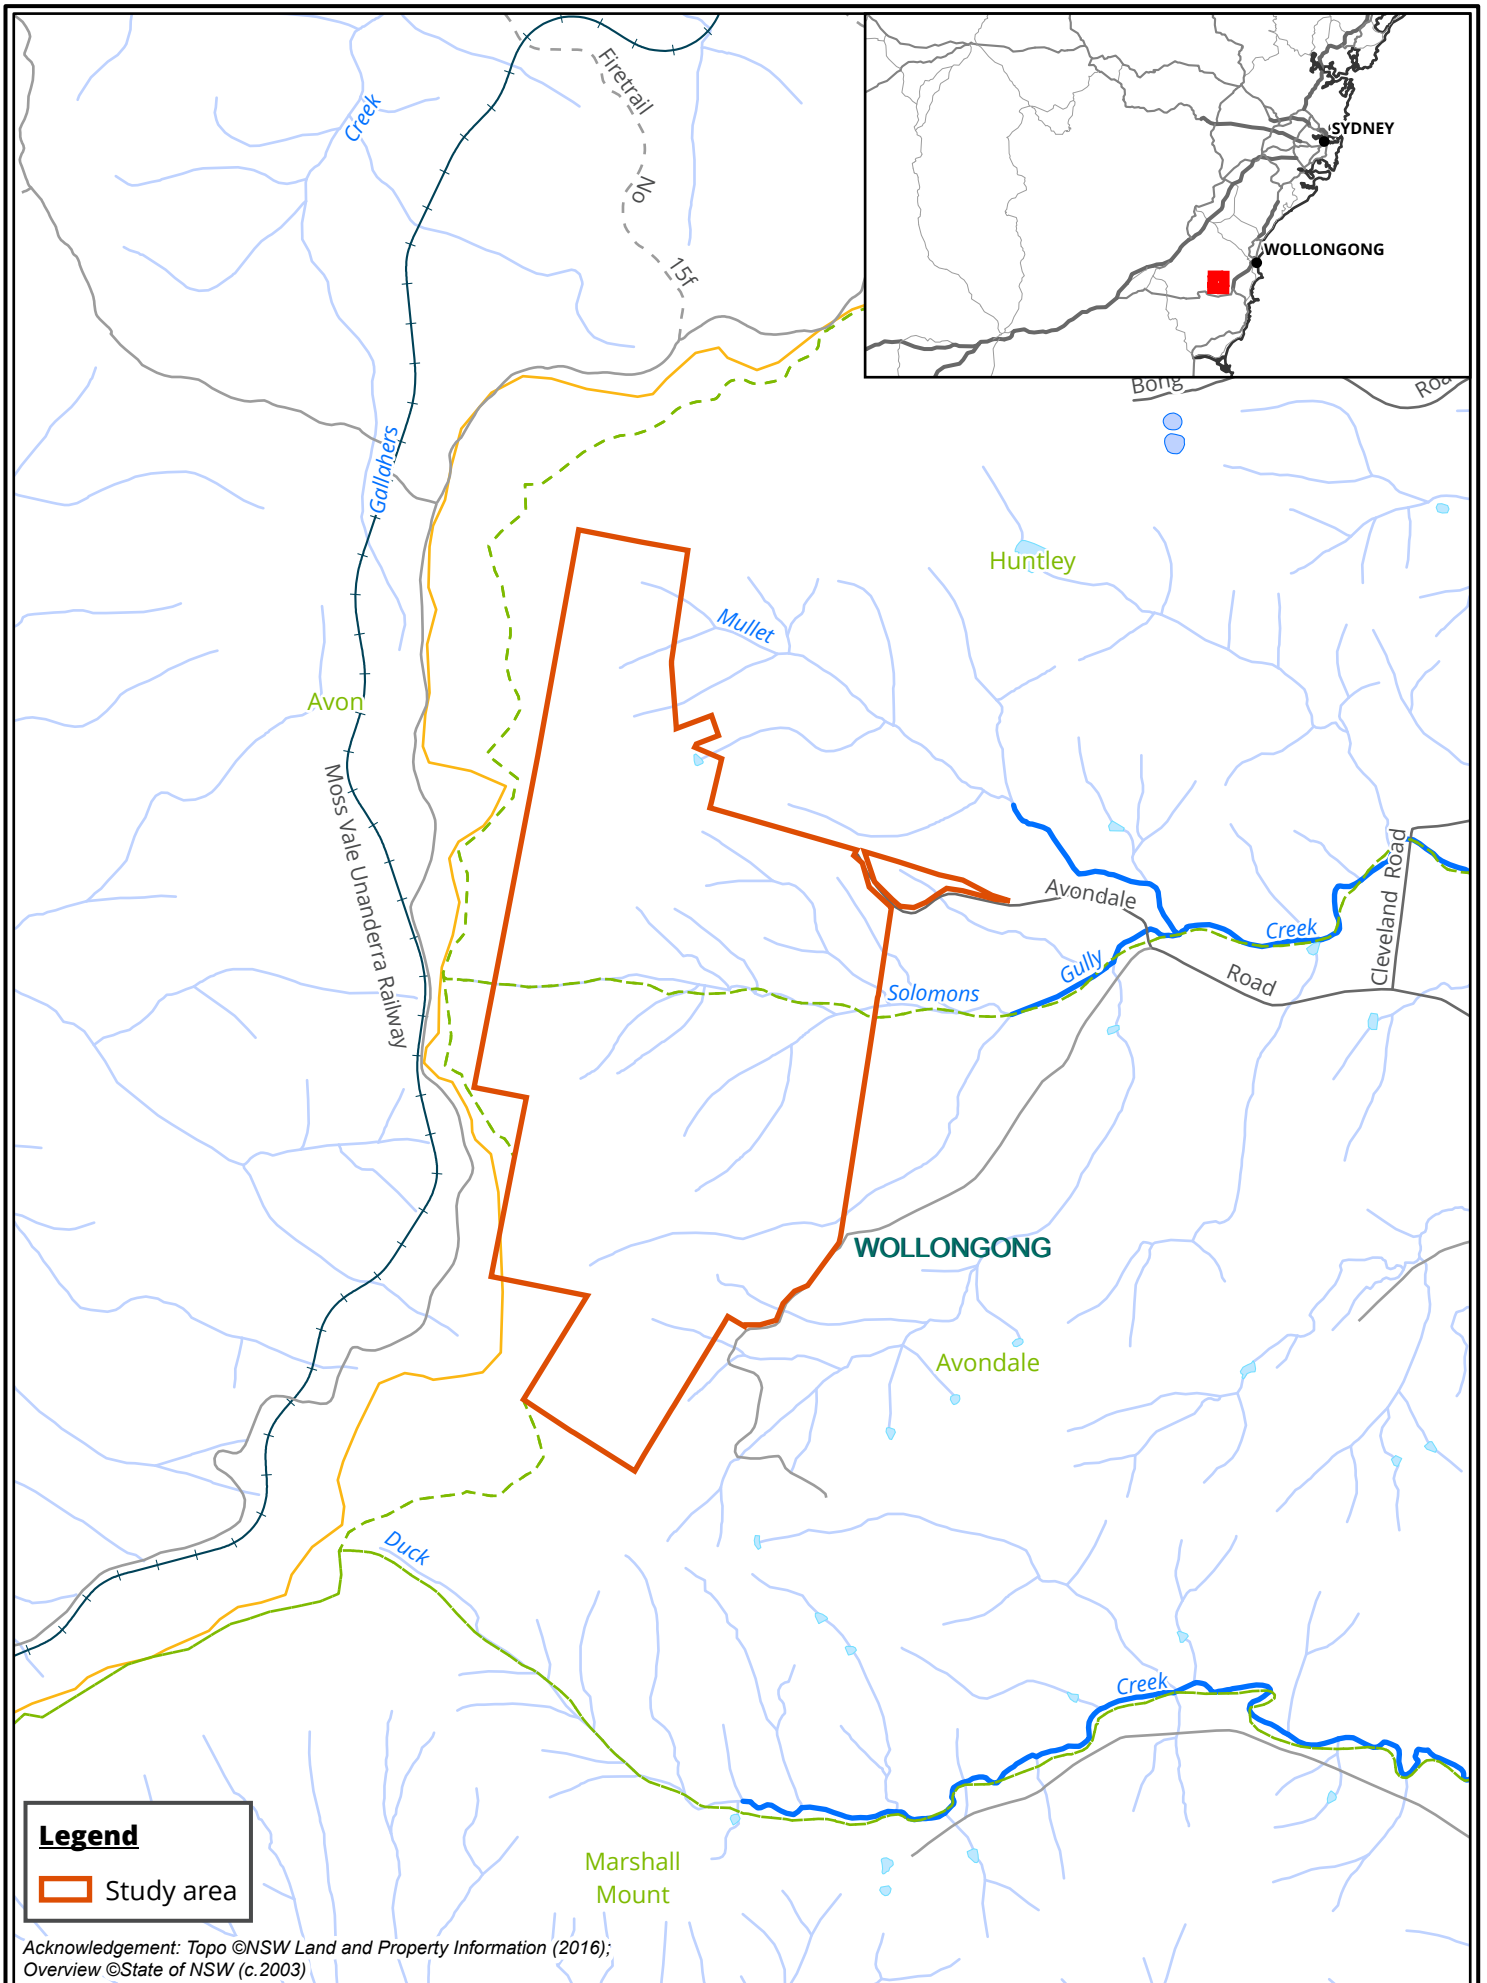 Creek
Firetrail
No
15f
SYDNEY
WOLLONGONG
Bong
Roa
Gallahers
Huntley
Mullet
Avon
Moss Vale Unanderra Railway
Avondale
Road
Cleveland Road
Creek
Gully
Solomons
WOLLONGONG
Avondale
Duck
Creek
Marshall
Mount
Legend
Study area
Acknowledgement: Topo ©NSW Land and Property Information (2016);
Overview ©State of NSW (c.2003)